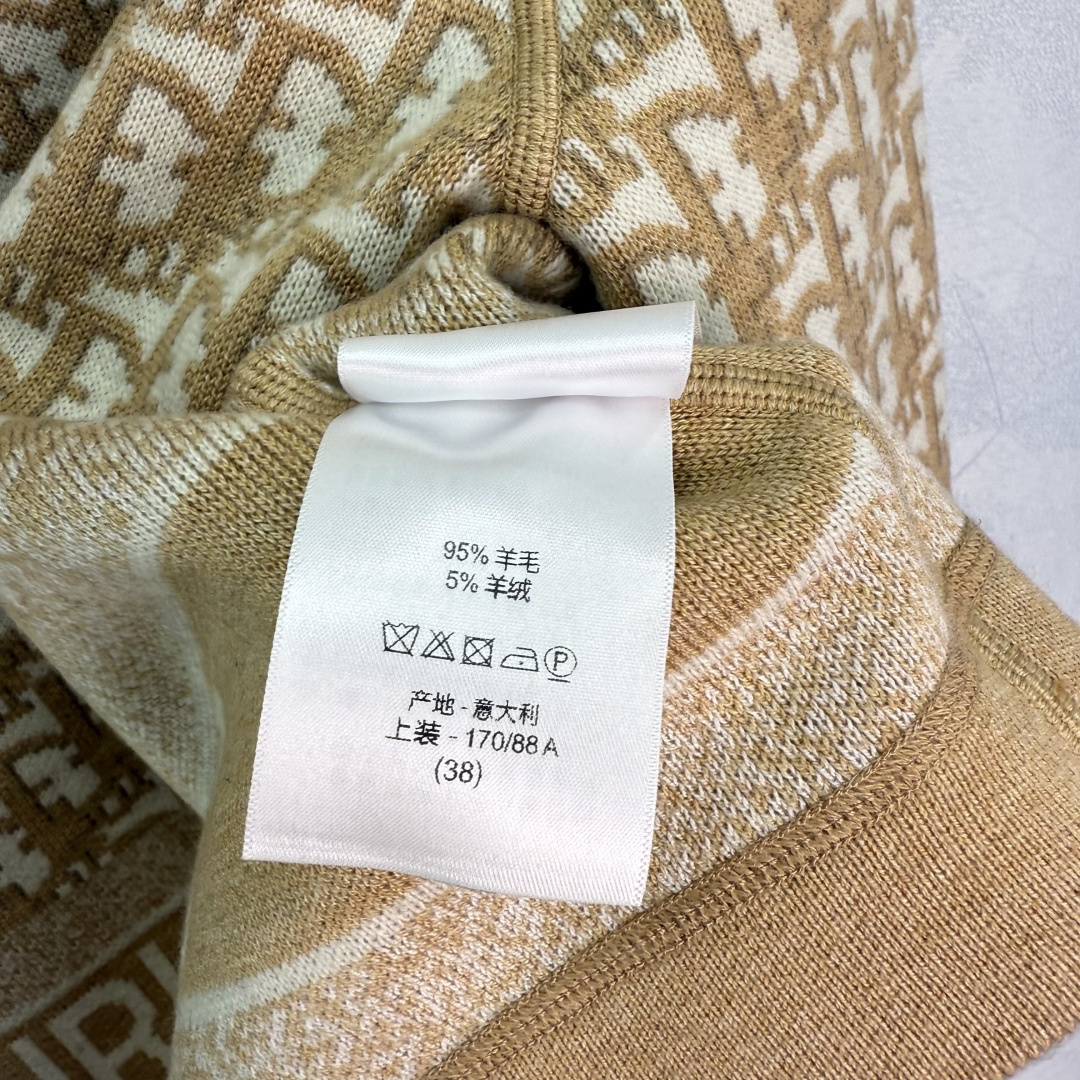 95% 羊毛
5% 羊绒
P
产地 - 意大利
上装 - 170/88 A
(38)